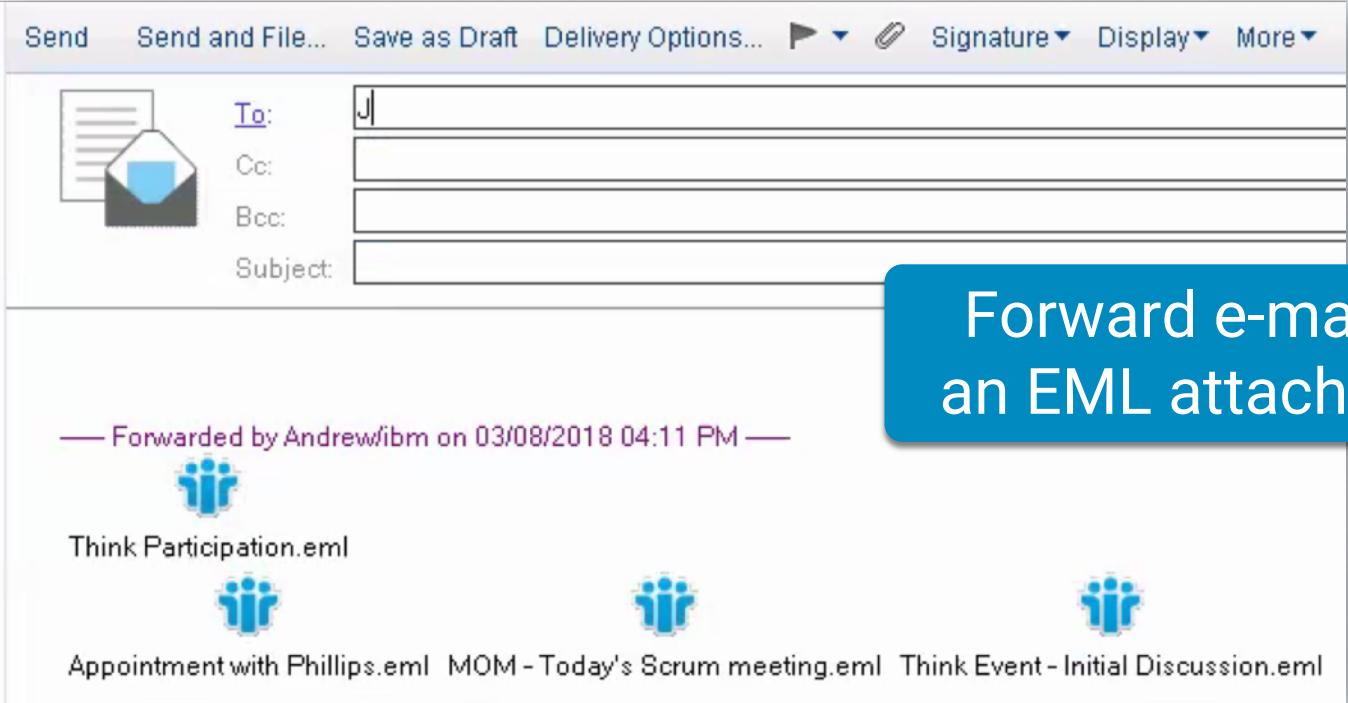 Send Send and File... Save as Draft Delivery Options... Signature Display More
To: J
Cc:
Bcc:
Subject:
Forward e-ma
an EML attach
Forwarded by Andrew/ibm on 03/08/2018 04:11 PM
Think Participation.eml
Appointment with Phillips.eml MOM - Today's Scrum meeting.eml Think Event - Initial Discussion.eml